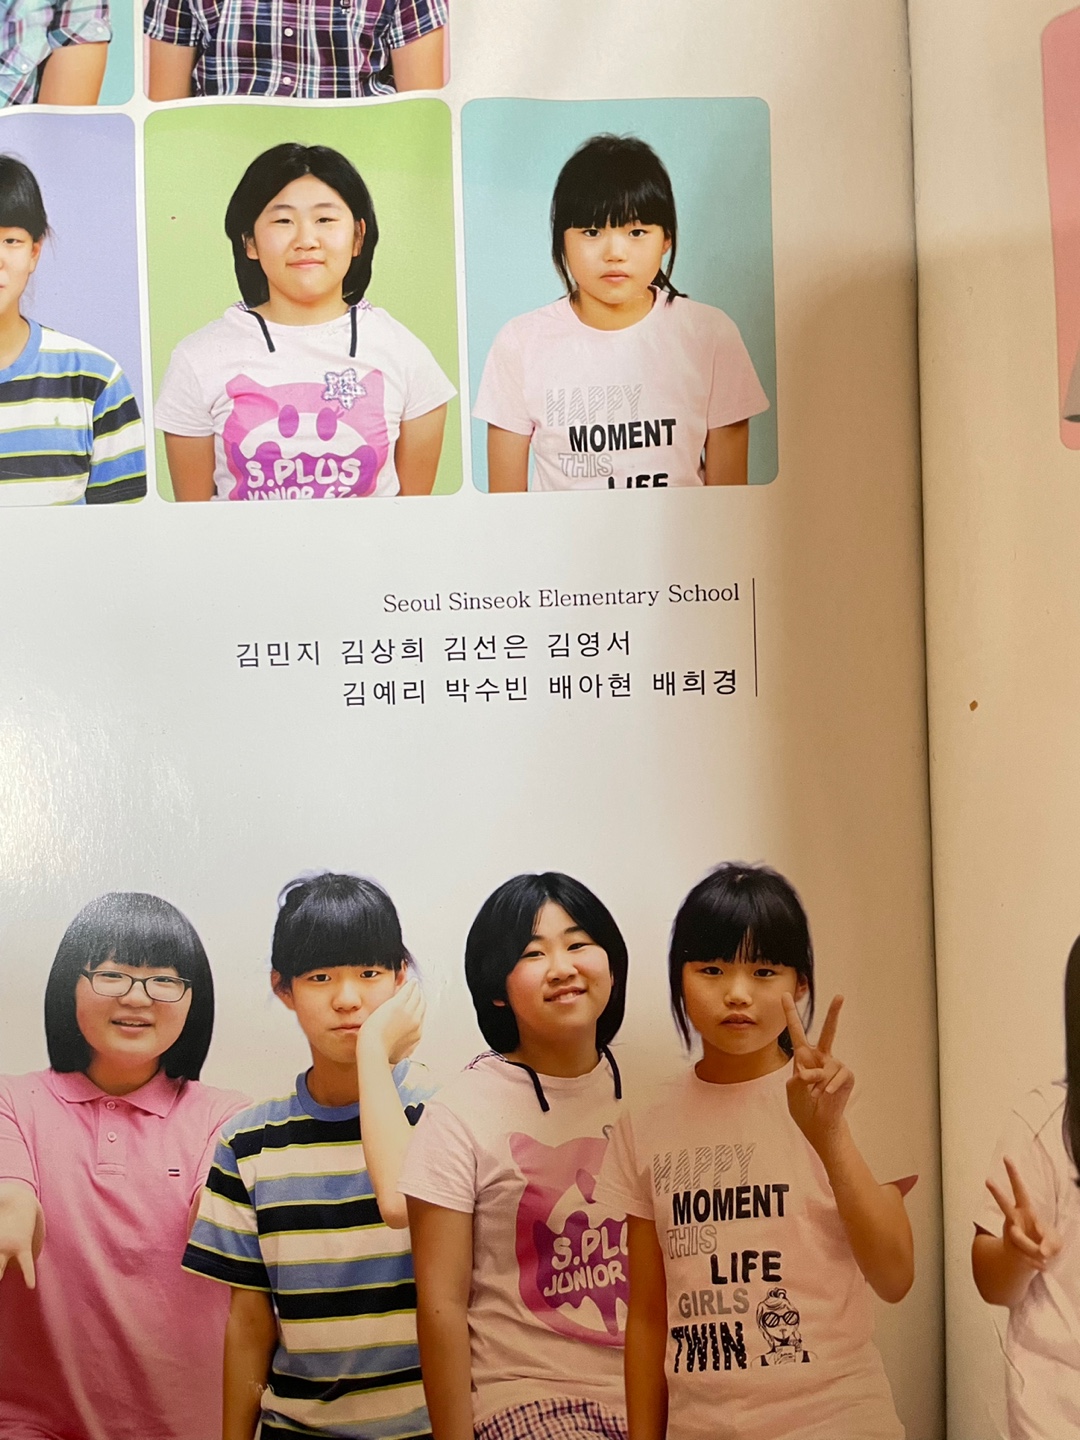 S.PLUS
JUNIOR 67.
HAPPY
MOMENT
THIS
LIFE
Seoul Sinseok Elementary School
김민지 김상희 김선은 김영서
김예리 박수빈 배아현 배희경
S.PLU
JUNIOR
HAPPY
MOMENT
THIS
LIFE
GIRLS
TWIN